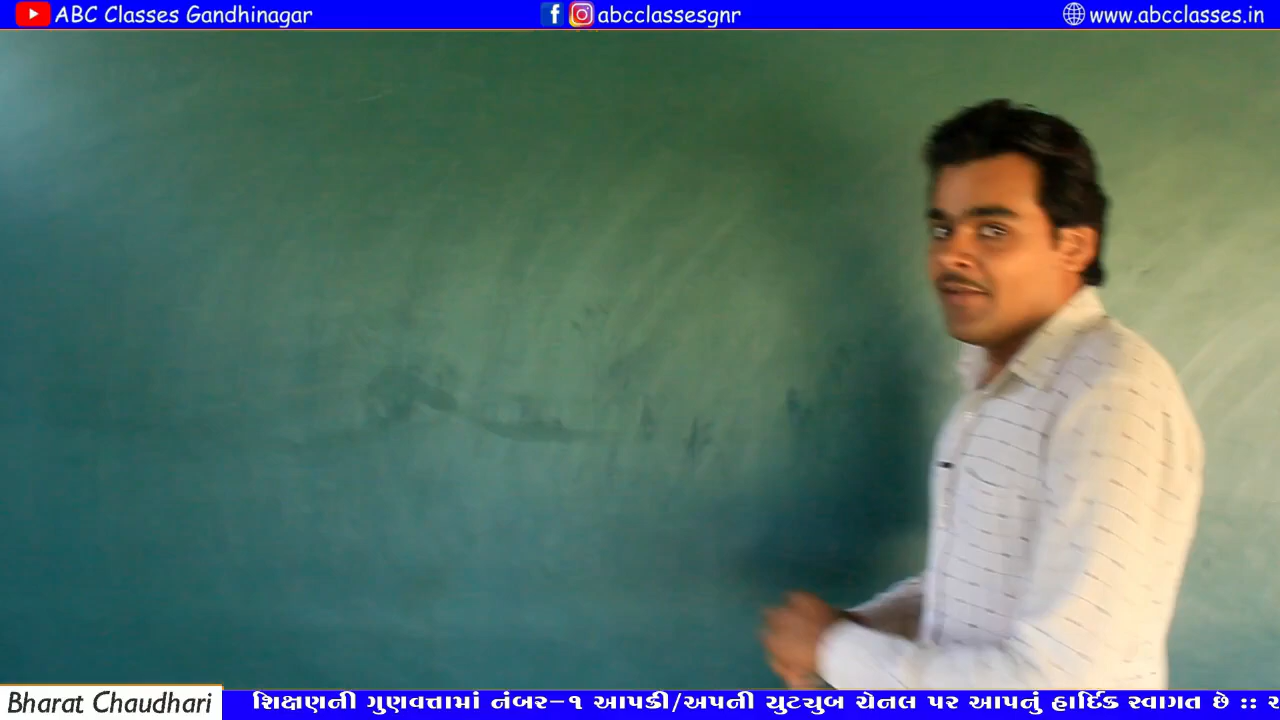 ABC Classes Gandhinagar
abcclassesgnr
www.abcclasses.in
Bharat Chaudhari
શિક્ષણની ગુણવત્તામાં નંબર-૧ આપકી/અપની યુટયુબ ચેનલ પર આપનું હાર્દિક સ્વાગત છે ::